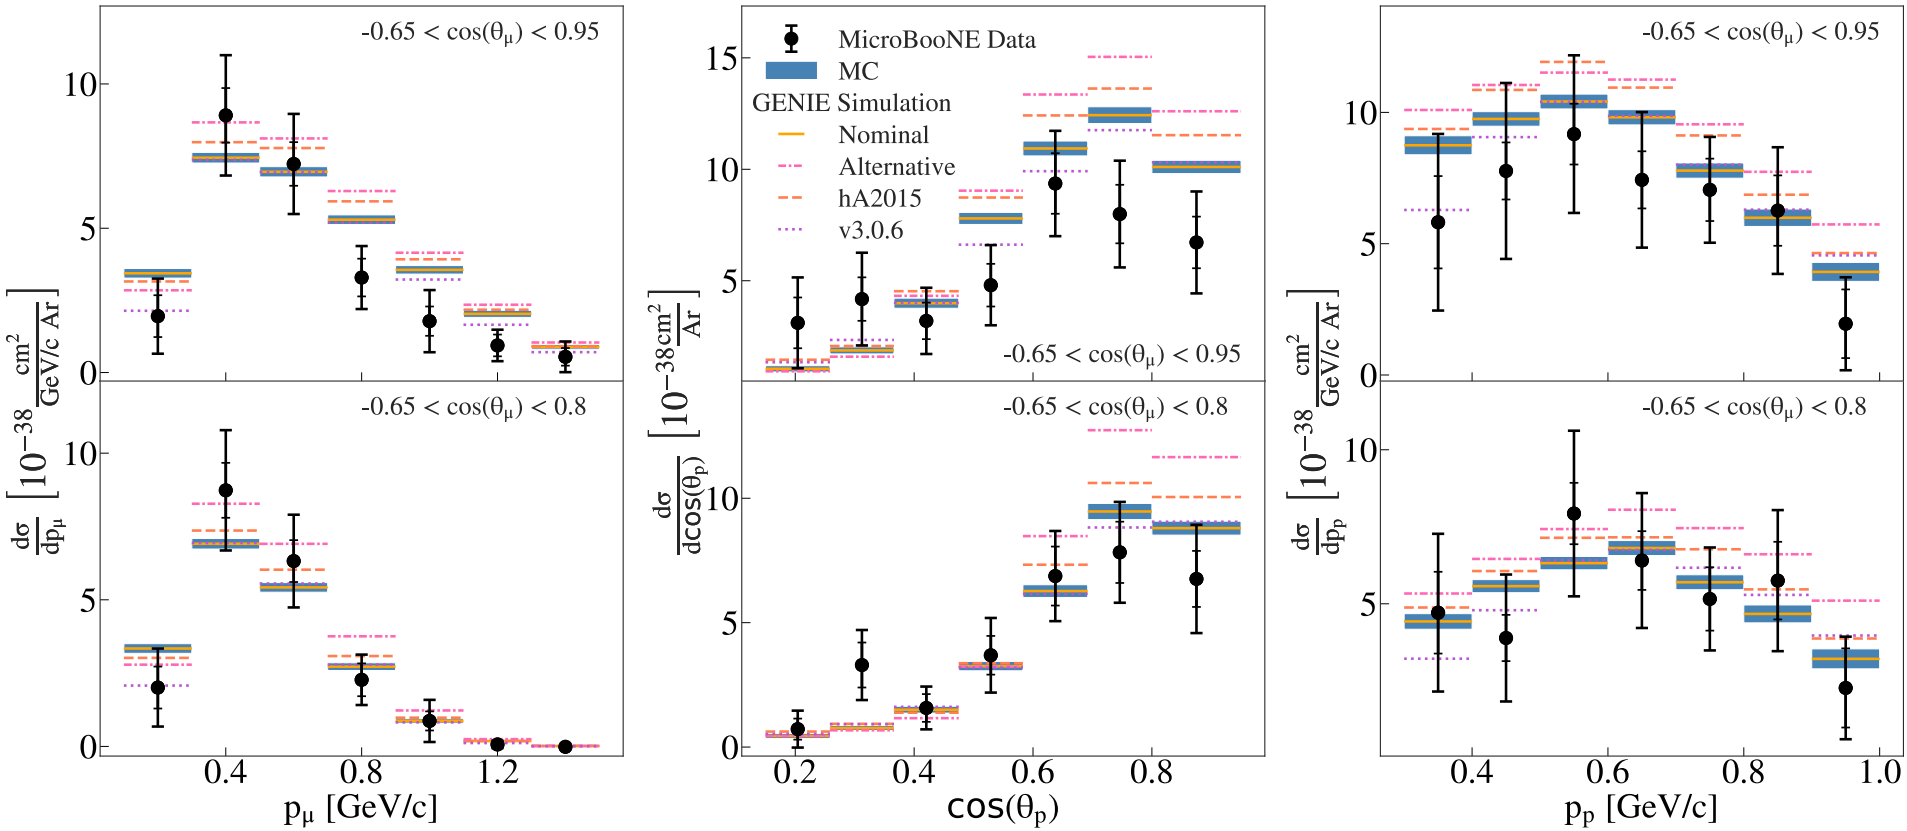 -0.65 < cos(θμ) < 0.95
10
5
0
dσ/dpμ [10−38 cm2/GeV/c Ar]
-0.65 < cos(θμ) < 0.8
10
5
0
0.4 0.8 1.2
pμ [GeV/c]
MicroBooNE Data
MC
GENIE Simulation
Nominal
Alternative
hA2015
v3.0.6
15
10
5
-0.65 < cos(θμ) < 0.95
dσ/dcos(θp) [10−38cm2/Ar]
-0.65 < cos(θμ) < 0.8
10
5
0
0.2 0.4 0.6 0.8
cos(θp)
-0.65 < cos(θμ) < 0.95
10
5
0
dσ/dpp [10−38 cm2/GeV/c Ar]
-0.65 < cos(θμ) < 0.8
10
5
0.4 0.6 0.8 1.0
pp [GeV/c]